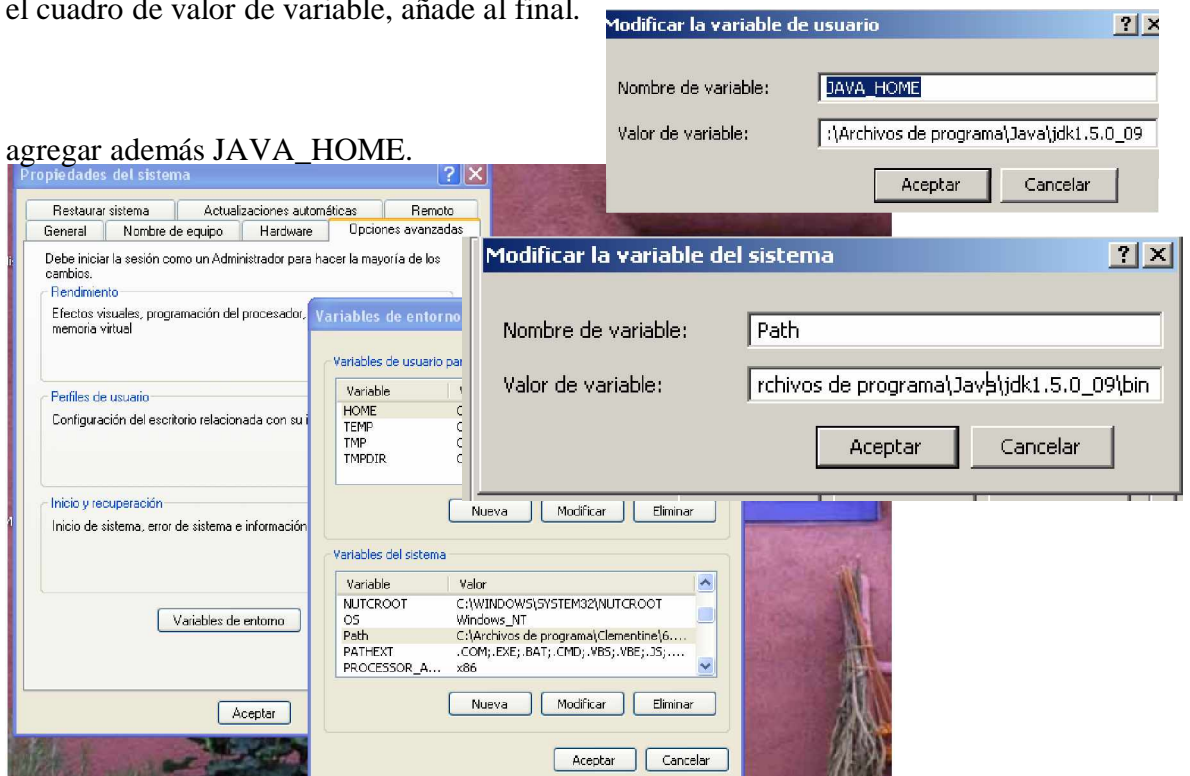 el cuadro de valor de variable, añade al final.
Modificar la variable de usuario
Nombre de variable:
JAVA_HOME
Valor de variable:
:\Archivos de programa\Java\jdk1.5.0_09
Aceptar
Cancelar
agregar además JAVA_HOME.
Propiedades del sistema
Restaurar sistema
Actualizaciones automáticas
Remoto
General
Nombre de equipo
Hardware
Opciones avanzadas
Debe iniciar la sesión como un Administrador para hacer la mayoría de los
cambios.
Rendimiento
Efectos visuales, programación del procesador,
memoria virtual
Perfiles de usuario
Configuración del escritorio relacionada con su i
Inicio y recuperación
Inicio de sistema, error de sistema e información
Variables de entorno
Aceptar
Modificar la variable del sistema
Nombre de variable:
Path
Valor de variable:
rchivos de programa\Java\jdk1.5.0_09\bin
Aceptar
Cancelar
Variables de entorno
Variables de usuario par
Variable
HOME
TEMP
TMP
TMPDIR
Nueva
Modificar
Eliminar
Variables del sistema
Variable Valor
NUTCROOT C:\WINDOWS\SYSTEM32\NUTCROOT
OS Windows_NT
Path C:\Archivos de programa\Clementine\6....
PATHEXT .COM;.EXE;.BAT;.CMD;.VBS;.VBE;.JS;....
PROCESSOR_A... x86
Nueva
Modificar
Eliminar
Aceptar
Cancelar